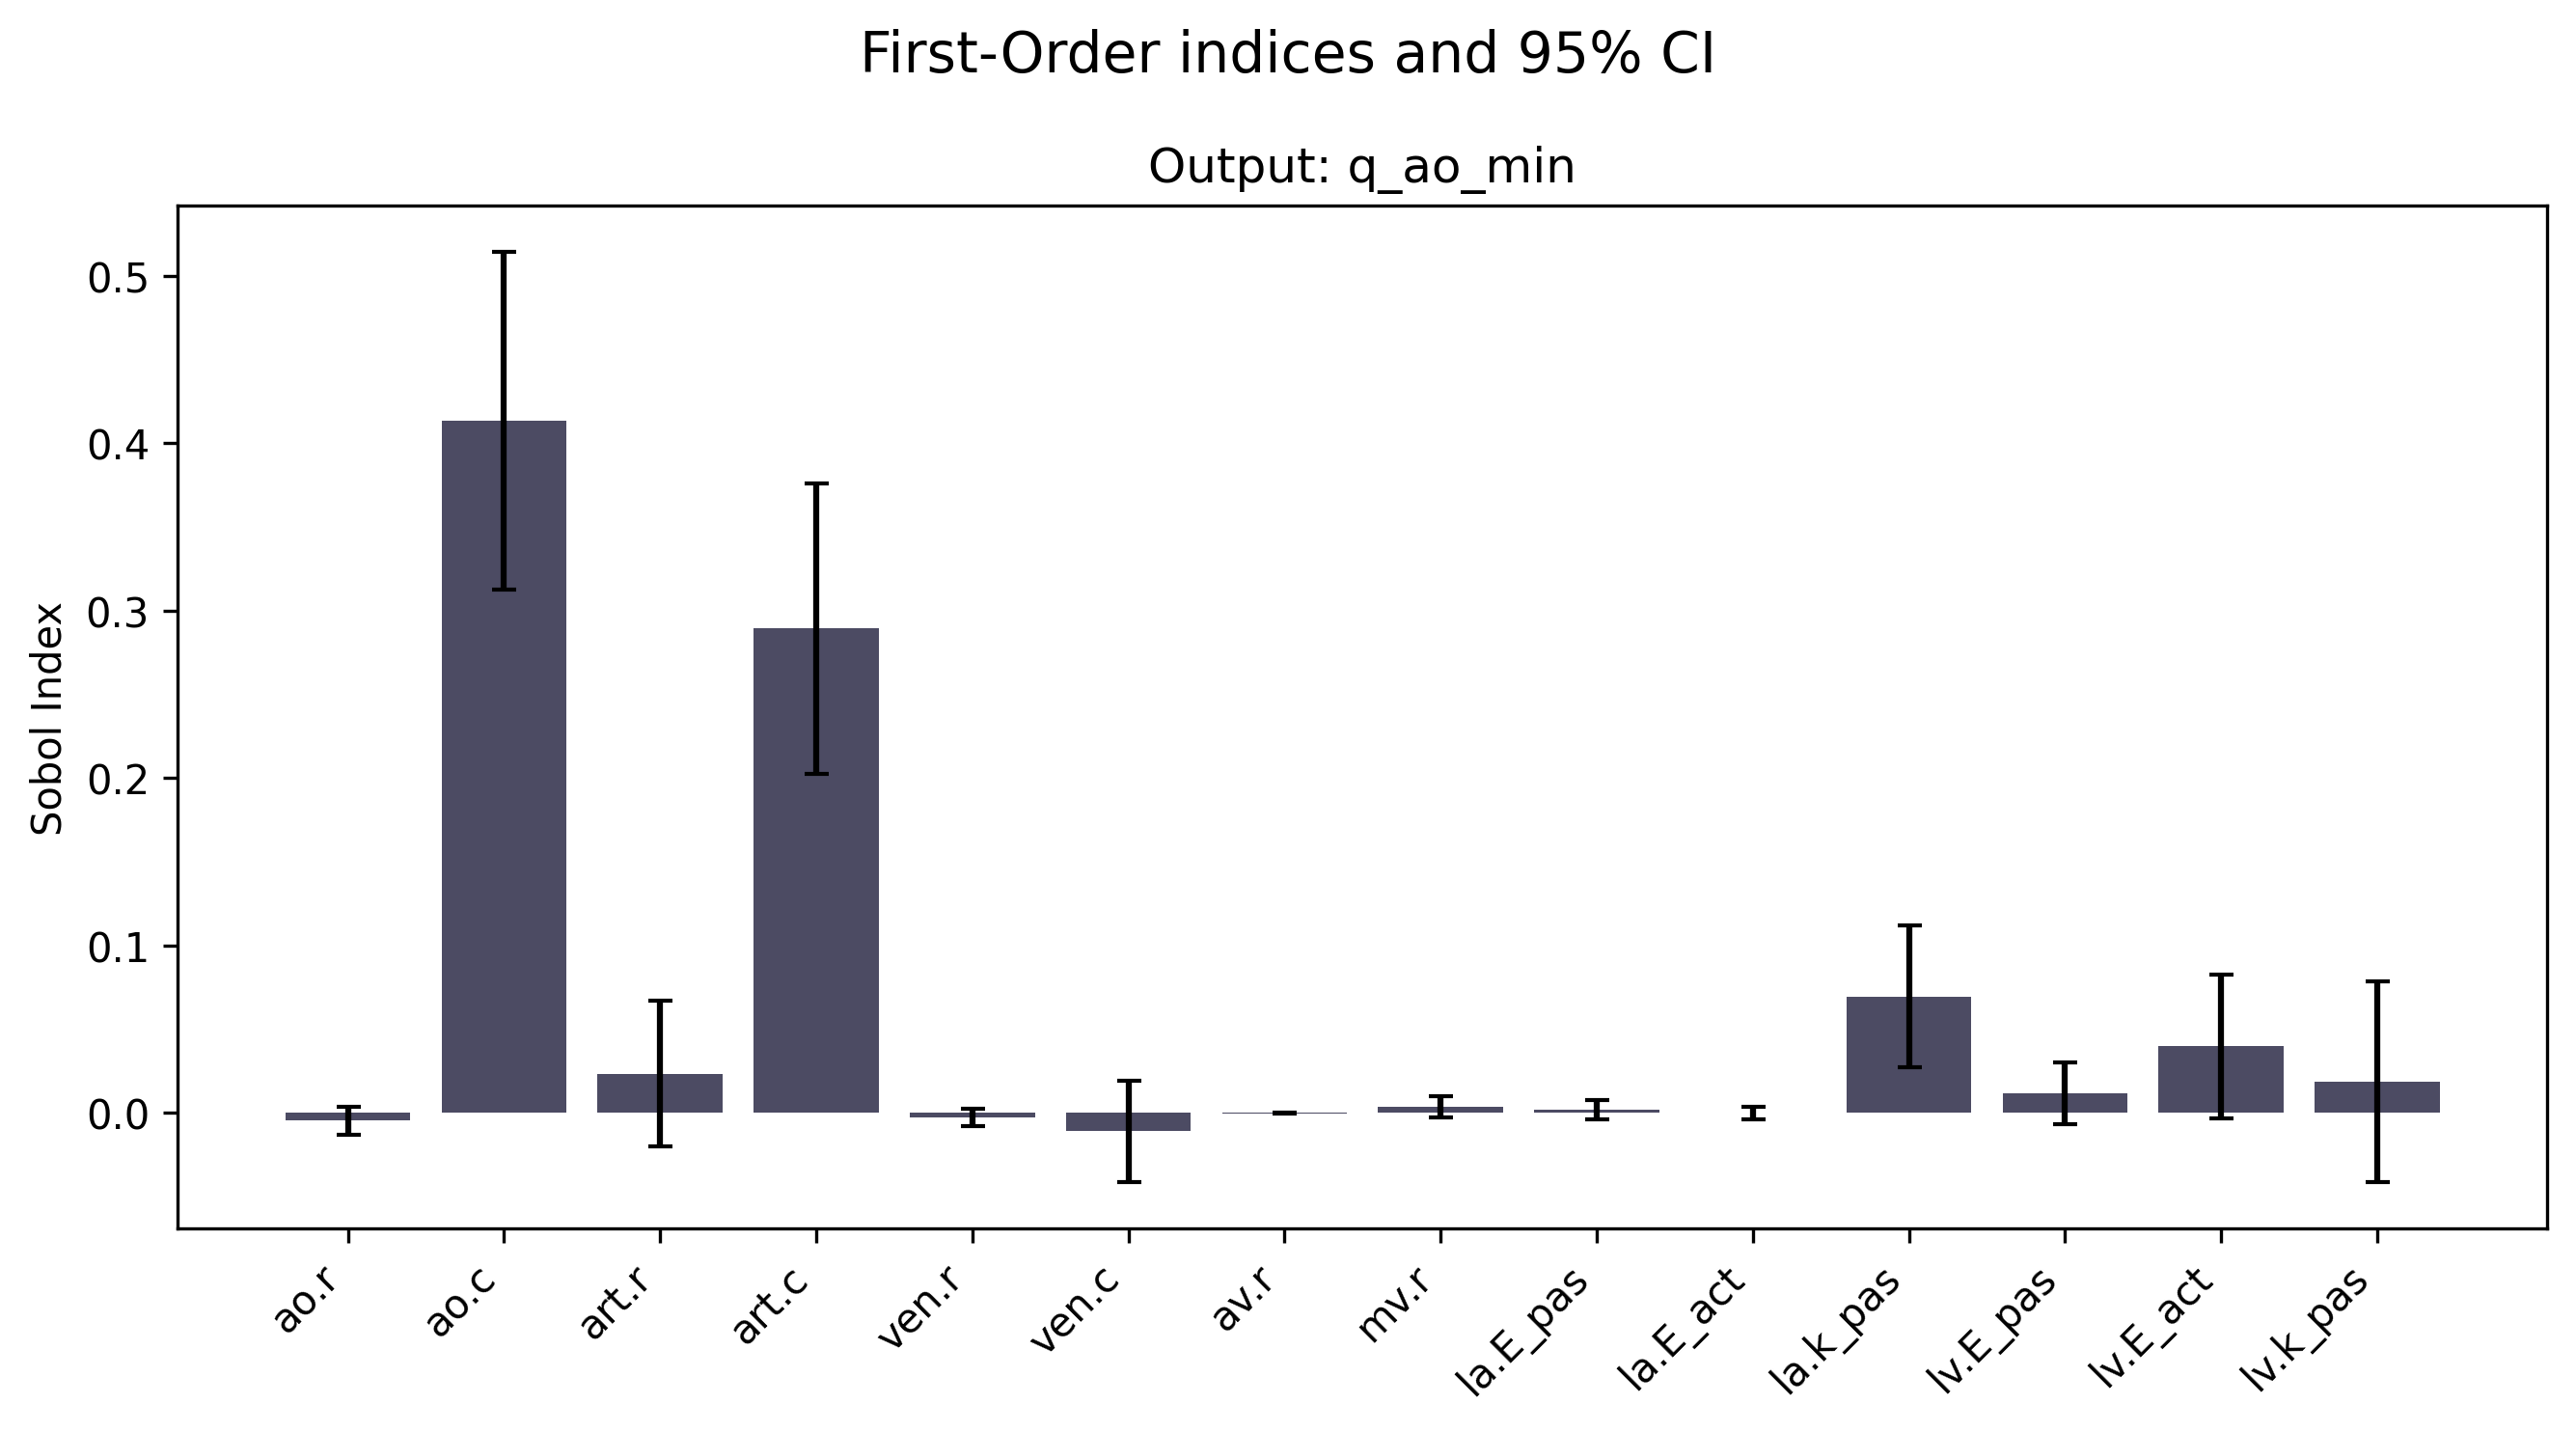 First-Order indices and 95% CI
Output: q_ao_min
Sobol Index
0.5
0.4
0.3
0.2
0.1
0.0
ao.r
ao.c
art.r
art.c
ven.r
ven.c
av.r
mv.r
la.E_pas
la.E_act
la.k_pas
lv.E_pas
lv.E_act
lv.k_pas